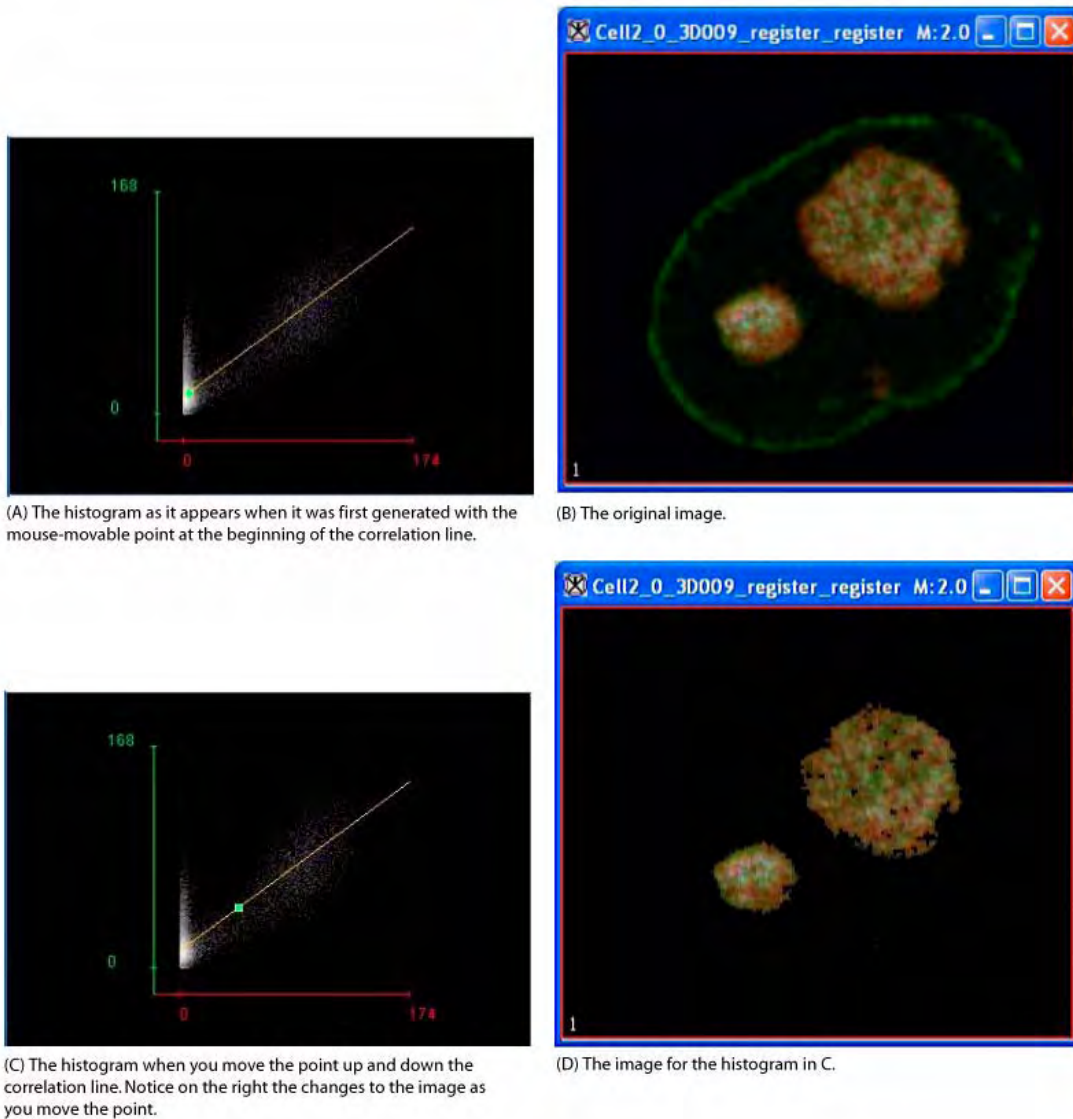 Cell2_0_3D009_register_register M:2.0
168
0
0
174
1
(A) The histogram as it appears when it was first generated with the
mouse-movable point at the beginning of the correlation line.
(B) The original image.
Cell2_0_3D009_register_register M:2.0
168
0
0
174
1
(C) The histogram when you move the point up and down the
correlation line. Notice on the right the changes to the image as
you move the point.
(D) The image for the histogram in C.